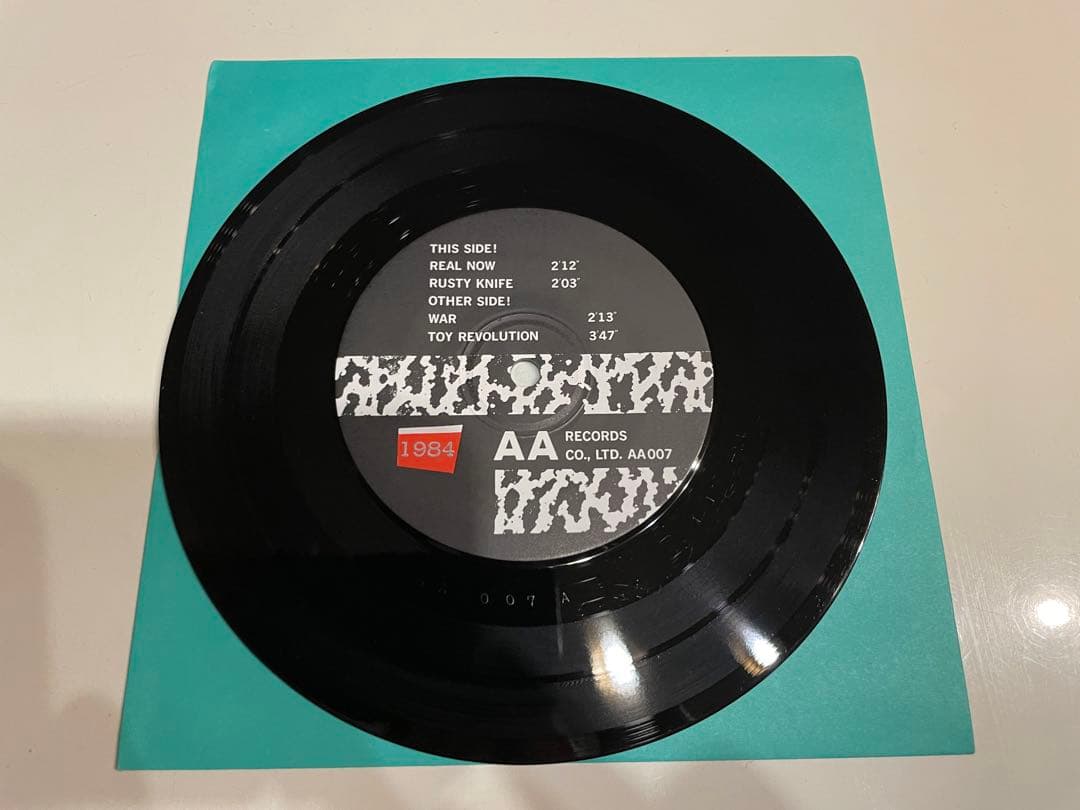 THIS SIDE!
REAL NOW 2'12"
RUSTY KNIFE 2'03"
OTHER SIDE!
WAR 2'13"
TOY REVOLUTION 3'47"
1984
AA RECORDS
CO., LTD. AA007
007 A